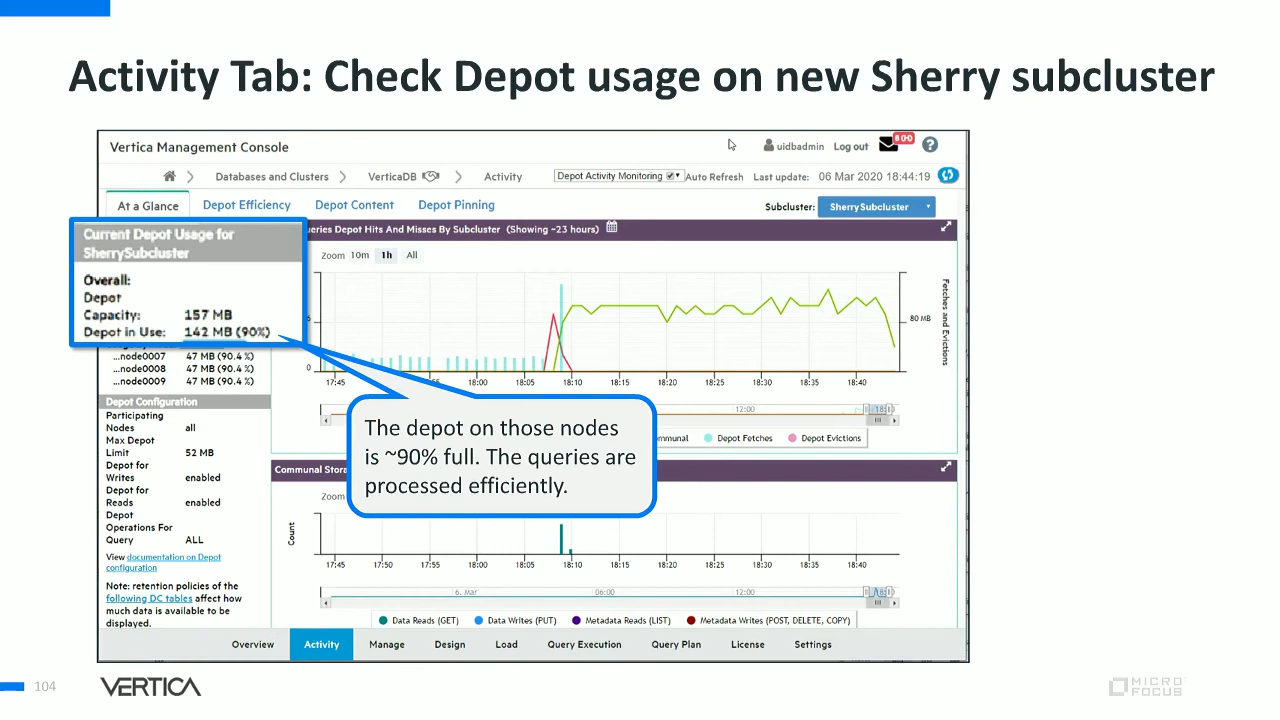 Activity Tab: Check Depot usage on new Sherry subcluster
Vertica Management Console
uidbadmin
Log out
800
?
Databases and Clusters
VerticaDB
Activity
Depot Activity Monitoring
Auto Refresh
Last update: 06 Mar 2020 18:44:19
At a Glance
Depot Efficiency
Depot Content
Depot Pinning
Subcluster:
SherrySubcluster
Current Depot Usage for
SherrySubcluster
Overall:
Depot
Capacity: 157 MB
Depot in Use: 142 MB (90%)
...node0007 47 MB (90.4 %)
...node0008 47 MB (90.4 %)
...node0009 47 MB (90.4 %)
Depot Configuration
Participating
Nodes all
Max Depot
Limit 52 MB
Depot for
Writes enabled
Depot for
Reads enabled
Depot
Operations For
Query ALL
View documentation on Depot
configuration
Note: retention policies of the
following DC tables affect how
much data is available to be
displayed.
eries Depot Hits And Misses By Subcluster (Showing ~23 hours)
Zoom 10m 1h All
0
80 MB
Fetches and Evictions
17:45 17:50 17:55 18:00 18:05 18:10 18:15 18:20 18:25 18:30 18:35 18:40
12:00
18:
mmunal Depot Fetches Depot Evictions
The depot on those nodes
is ~90% full. The queries are
processed efficiently.
Communal Stora
Zoom
Count
17:45 17:50 17:55 18:00 18:05 18:10 18:15 18:20 18:25 18:30 18:35 18:40
6. Mar 06:00 12:00
Data Reads (GET) Data Writes (PUT) Metadata Reads (LIST) Metadata Writes (POST, DELETE, COPY)
Overview Activity Manage Design Load Query Execution Query Plan License Settings
104
VERTICA
MICRO
FOCUS